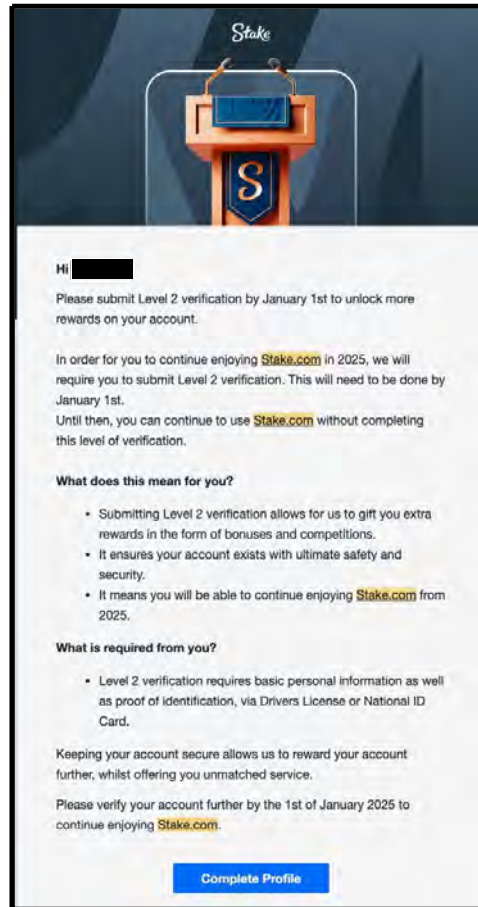 Stake
S
Hi
Please submit Level 2 verification by January 1st to unlock more
rewards on your account.
In order for you to continue enjoying Stake.com in 2025, we will
require you to submit Level 2 verification. This will need to be done by
January 1st.
Until then, you can continue to use Stake.com without completing
this level of verification.
What does this mean for you?
• Submitting Level 2 verification allows for us to gift you extra
rewards in the form of bonuses and competitions.
• It ensures your account exists with ultimate safety and
security.
• It means you will be able to continue enjoying Stake.com from
2025.
What is required from you?
• Level 2 verification requires basic personal information as well
as proof of identification, via Drivers License or National ID
Card.
Keeping your account secure allows us to reward your account
further, whilst offering you unmatched service.
Please verify your account further by the 1st of January 2025 to
continue enjoying Stake.com.
Complete Profile